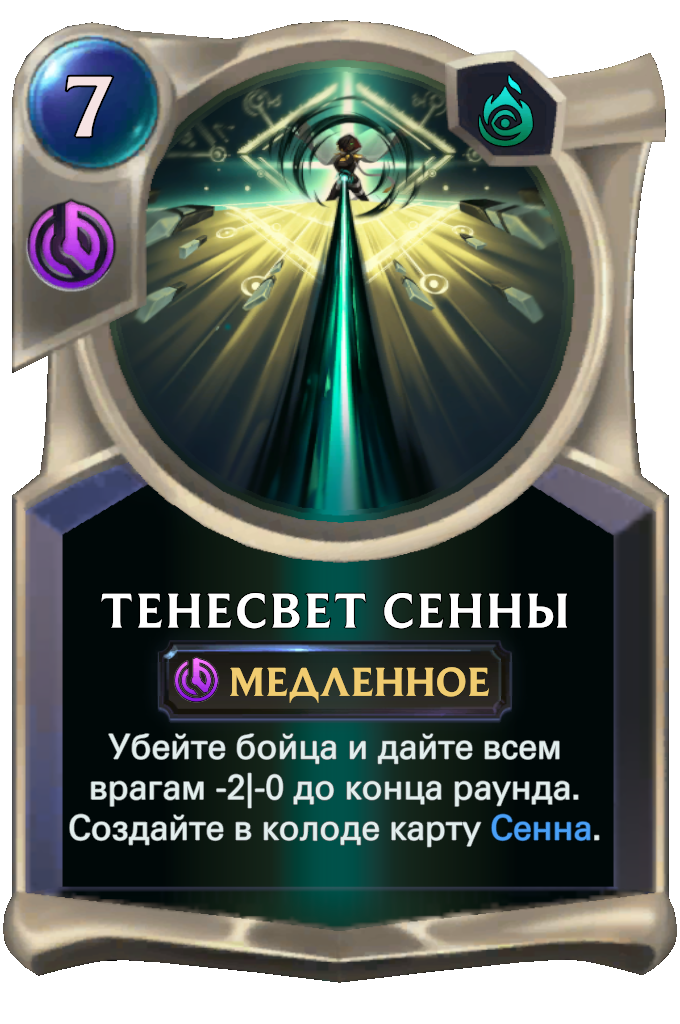 7
ТЕНЕСВЕТ СЕННЫ
МЕДЛЕННОЕ
Убейте бойца и дайте всем
врагам -2|-0 до конца раунда.
Создайте в колоде карту Сенна.